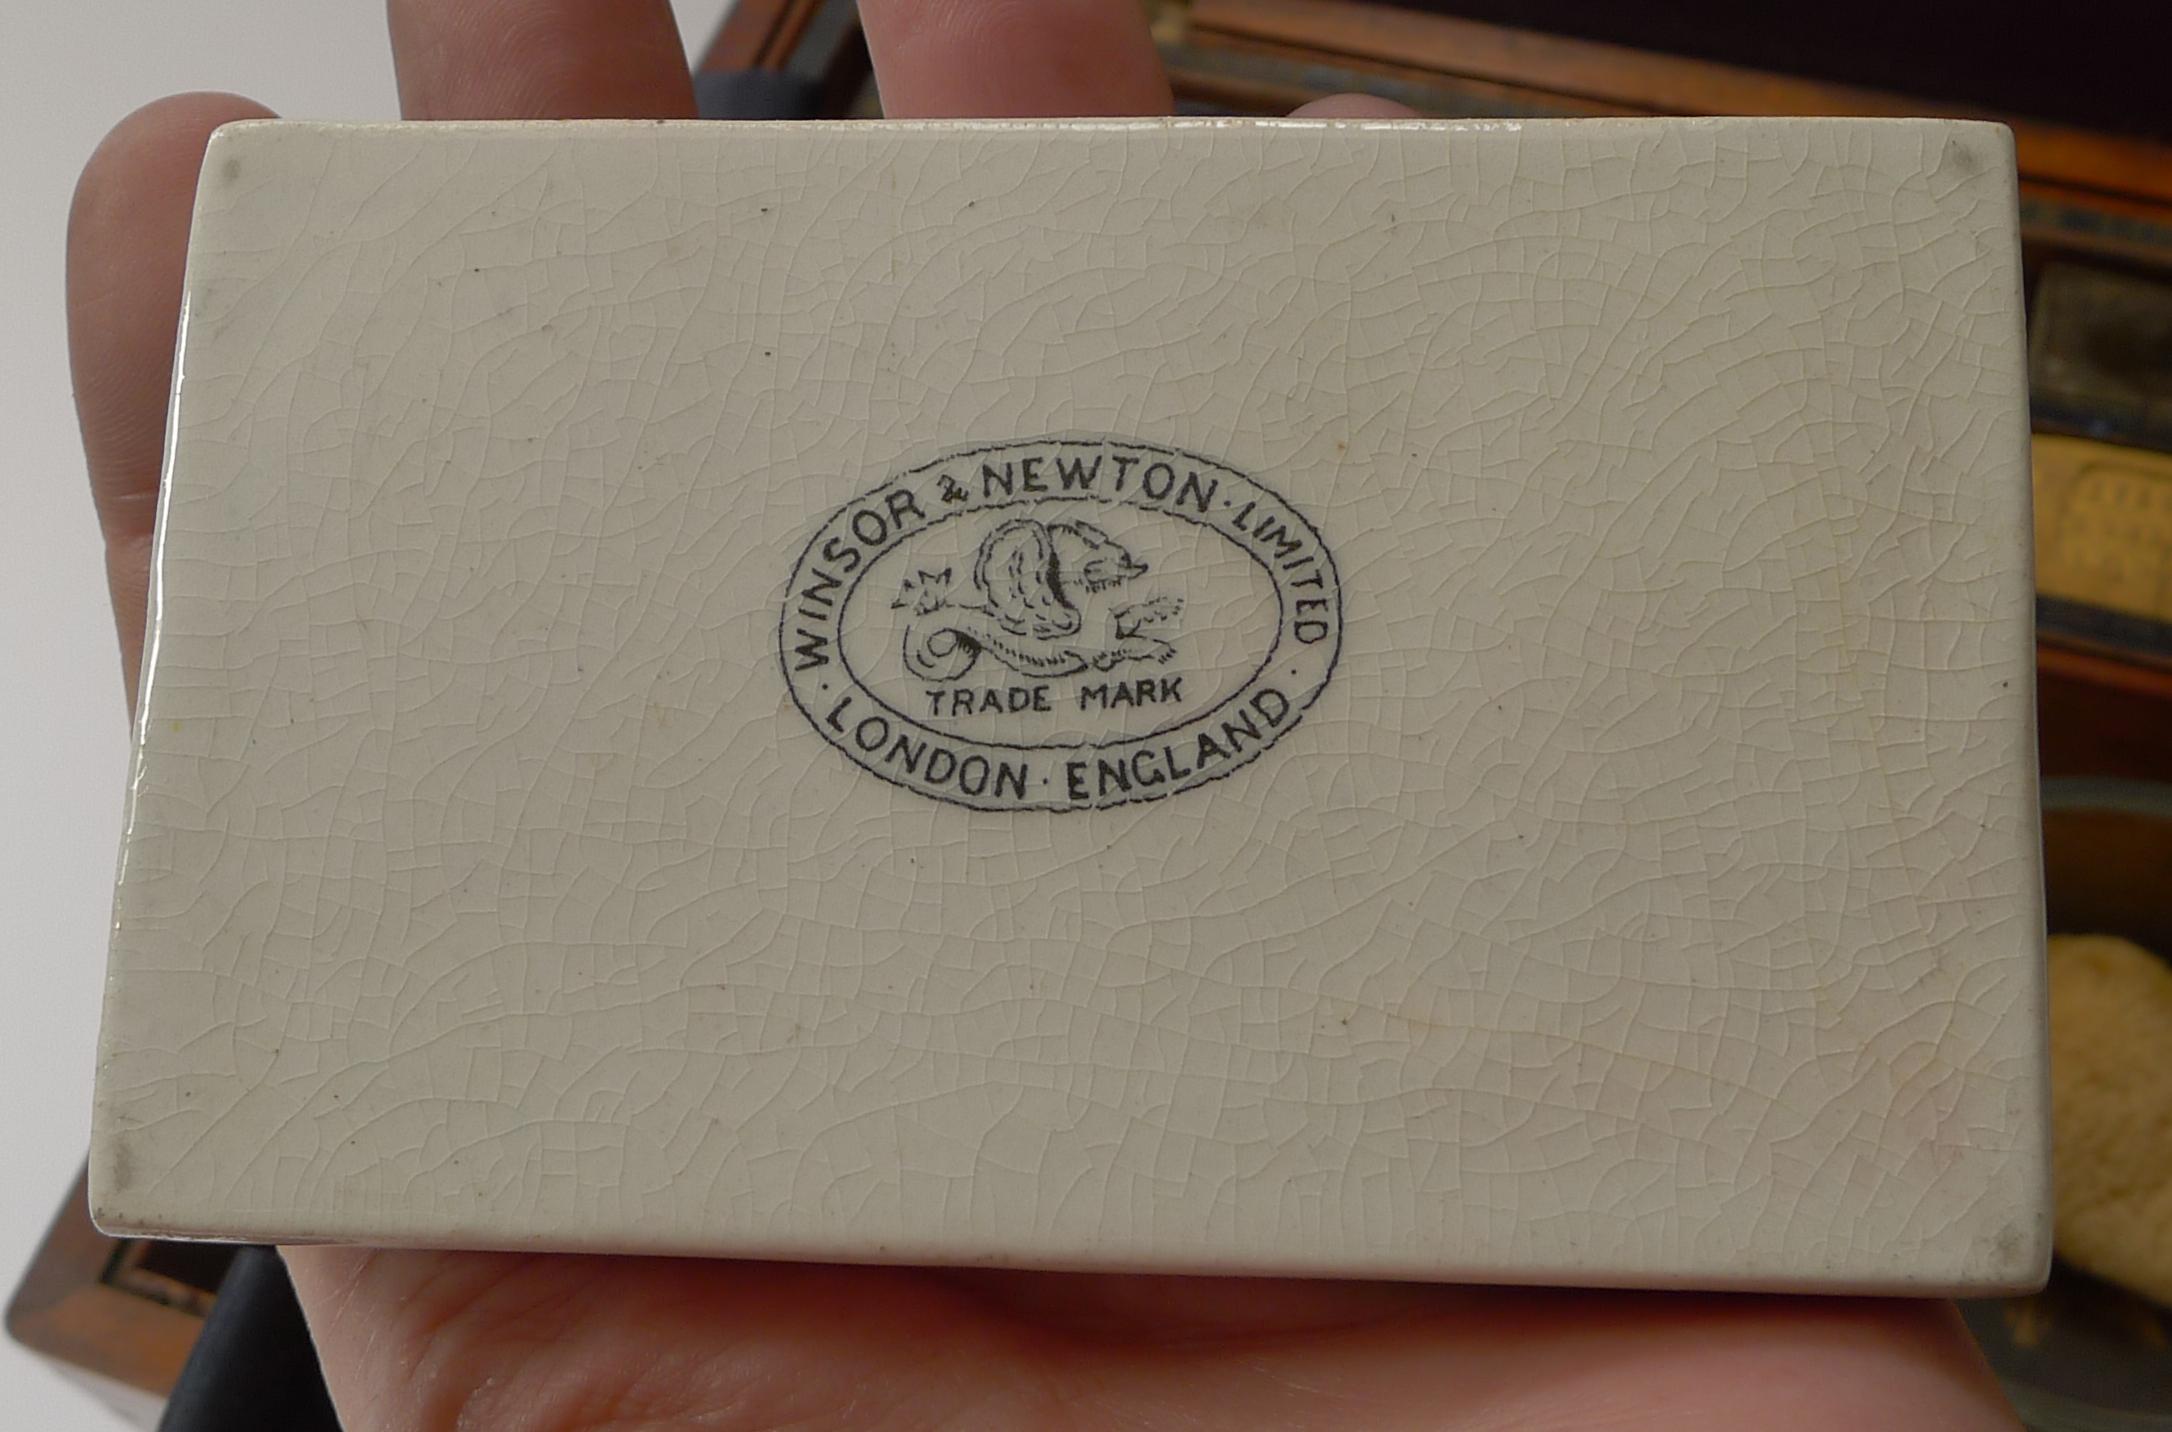 WINSOR & NEWTON · LIMITED ·
TRADE MARK
LONDON · ENGLAND